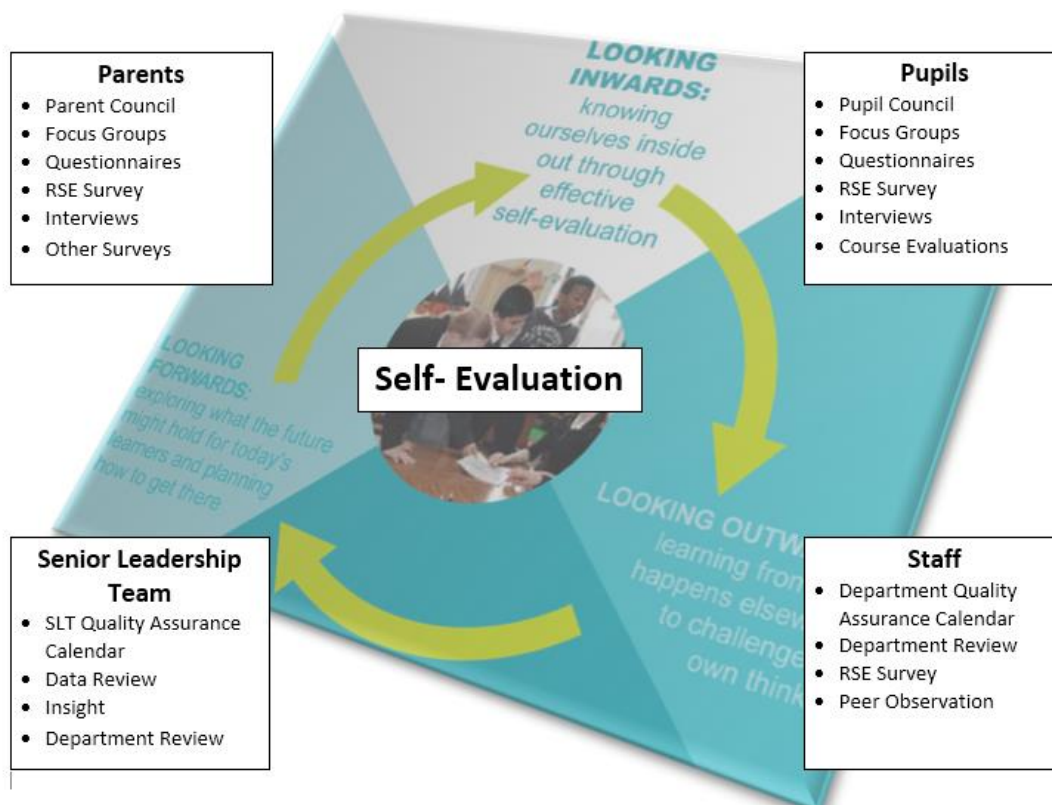 Parents
• Parent Council
• Focus Groups
• Questionnaires
• RSE Survey
• Interviews
• Other Surveys
LOOKING
INWARDS:
knowing
ourselves inside
out through
effective
self-evaluation
Pupils
• Pupil Council
• Focus Groups
• Questionnaires
• RSE Survey
• Interviews
• Course Evaluations
Self- Evaluation
LOOKING
FORWARDS:
exploring what the future
might hold for today's
learners and planning
how to get there
LOOKING
learning
happens
to challenge
own
Senior Leadership
Team
• SLT Quality Assurance
Calendar
• Data Review
• Insight
• Department Review
Staff
• Department Quality
Assurance Calendar
• Department Review
• RSE Survey
• Peer Observation